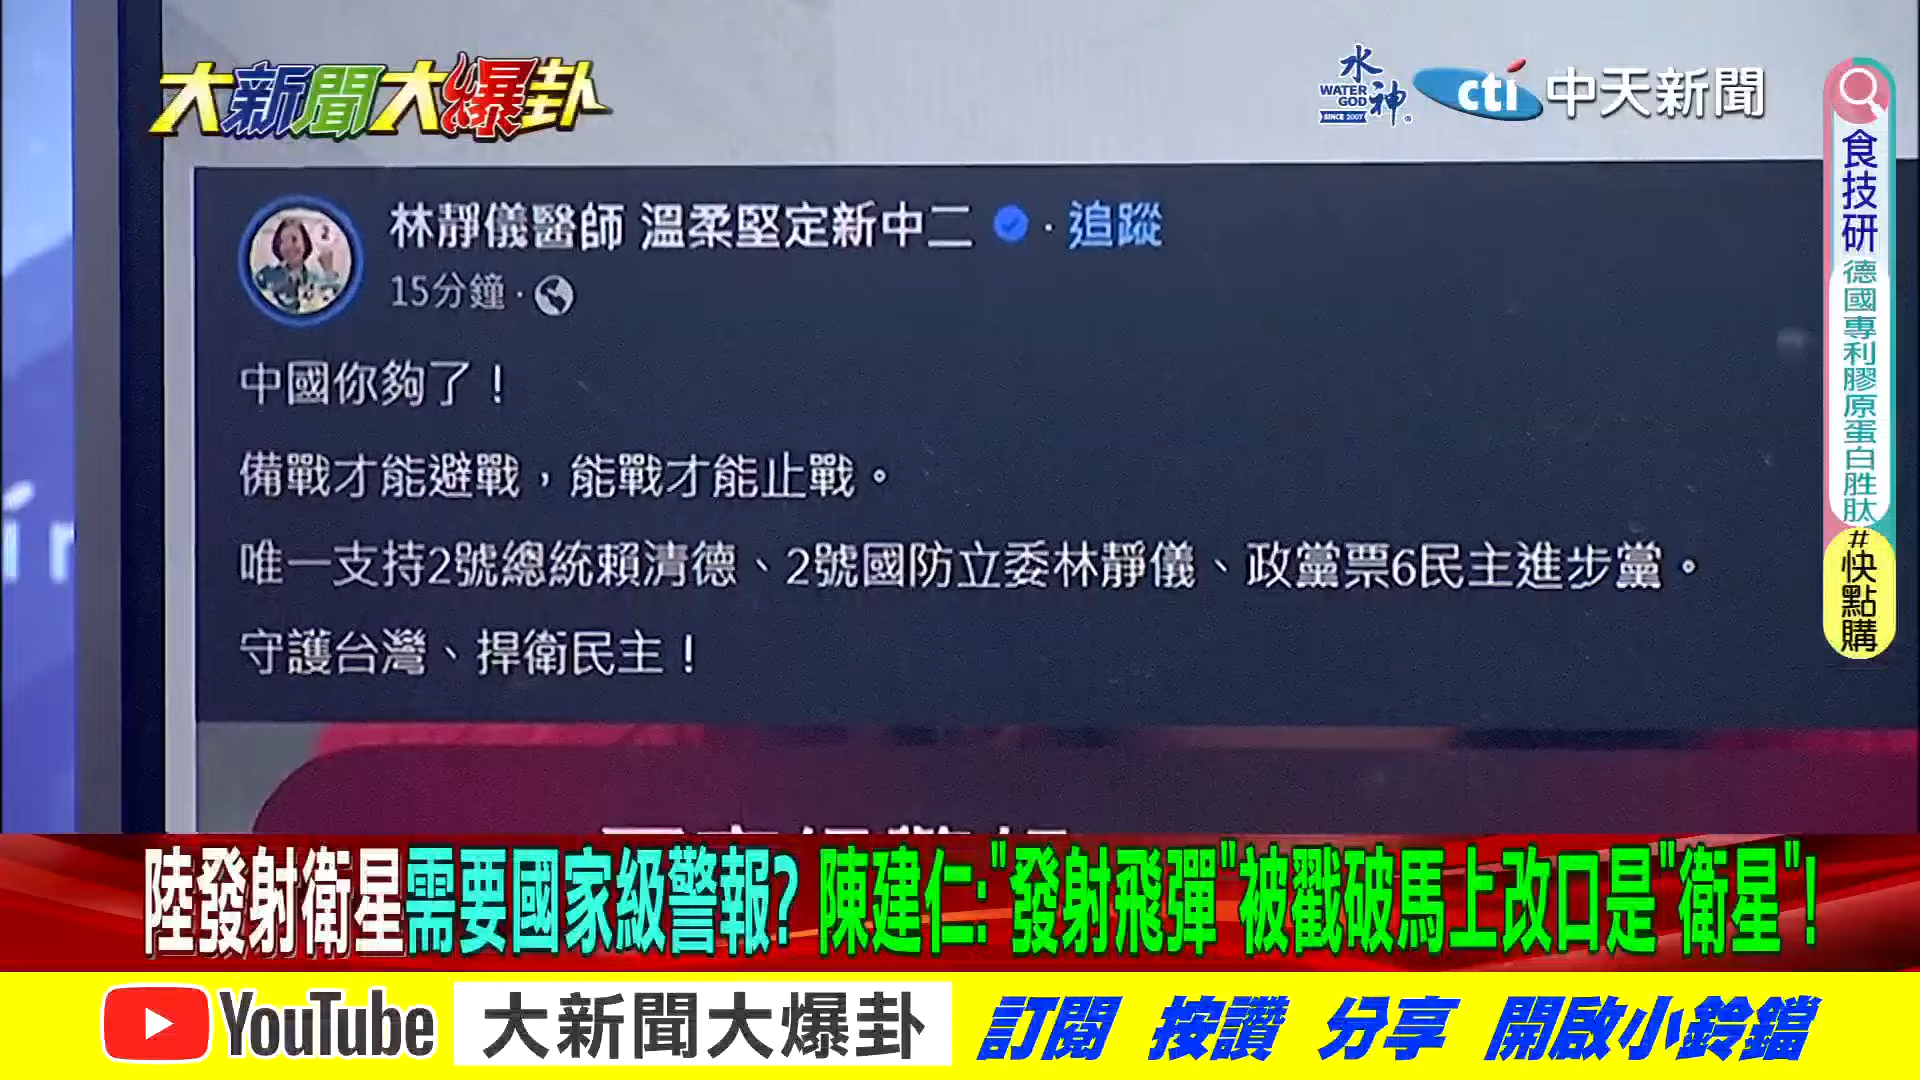 大新聞大爆卦
水神
WATER GOD
SINCE 2007
cti 中天新聞
食技研
德國專利膠原蛋白胜肽
#快點購
林靜儀醫師 溫柔堅定新中二 · 追蹤
15分鐘 ·
中國你夠了！
備戰才能避戰，能戰才能止戰。
唯一支持2號總統賴清德、2號國防立委林靜儀、政黨票6民主進步黨。
守護台灣、捍衛民主！
陸發射衛星需要國家級警報? 陳建仁:"發射飛彈"被戳破馬上改口是"衛星"!
YouTube 大新聞大爆卦 訂閱 按讚 分享 開啟小鈴鐺